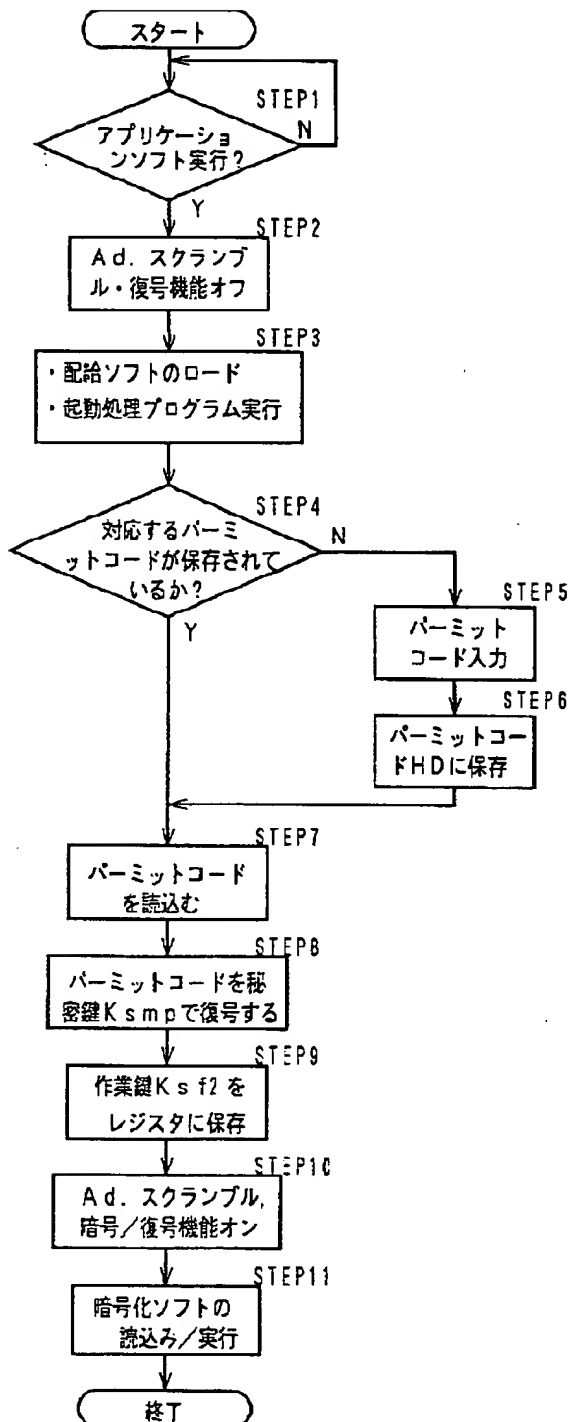 スタート
STEP1
アプリケーショ
ンソフト実行?
N
Y
STEP2
Ad. スクランブ
ル・復号機能オフ
STEP3
・配給ソフトのロード
・起動処理プログラム実行
STEP4
対応するパーミ
ットコードが保存されて
いるか?
N
Y
STEP5
パーミット
コード入力
STEP6
パーミットコー
ドHDに保存
STEP7
パーミットコード
を読込む
STEP8
パーミットコードを秘
密鍵Ksmpで復号する
STEP9
作業鍵Ksf2を
レジスタに保存
STEP10
Ad. スクランブル,
暗号/復号機能オン
STEP11
暗号化ソフトの
読込み/実行
終了